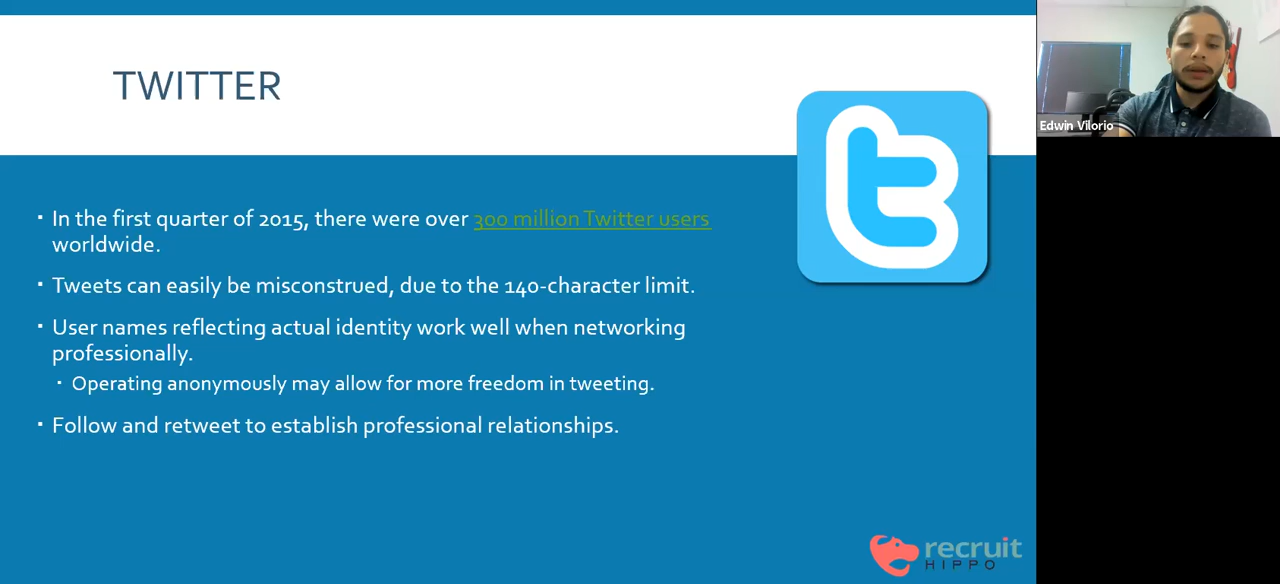 TWITTER
Edwin Vilorio
▪ In the first quarter of 2015, there were over 300 million Twitter users
worldwide.
▪ Tweets can easily be misconstrued, due to the 140-character limit.
▪ User names reflecting actual identity work well when networking
professionally.
▪ Operating anonymously may allow for more freedom in tweeting.
▪ Follow and retweet to establish professional relationships.
recruit
HIPPO